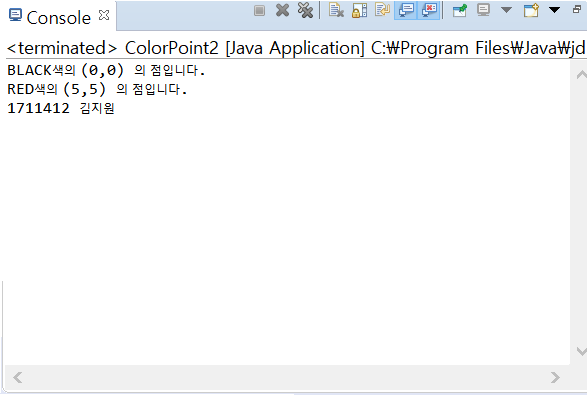 Console
<terminated> ColorPoint2 [Java Application] C:₩Program Files₩Java₩jd
BLACK색의 (0,0) 의 점입니다.
RED색의 (5,5) 의 점입니다.
1711412 김지원